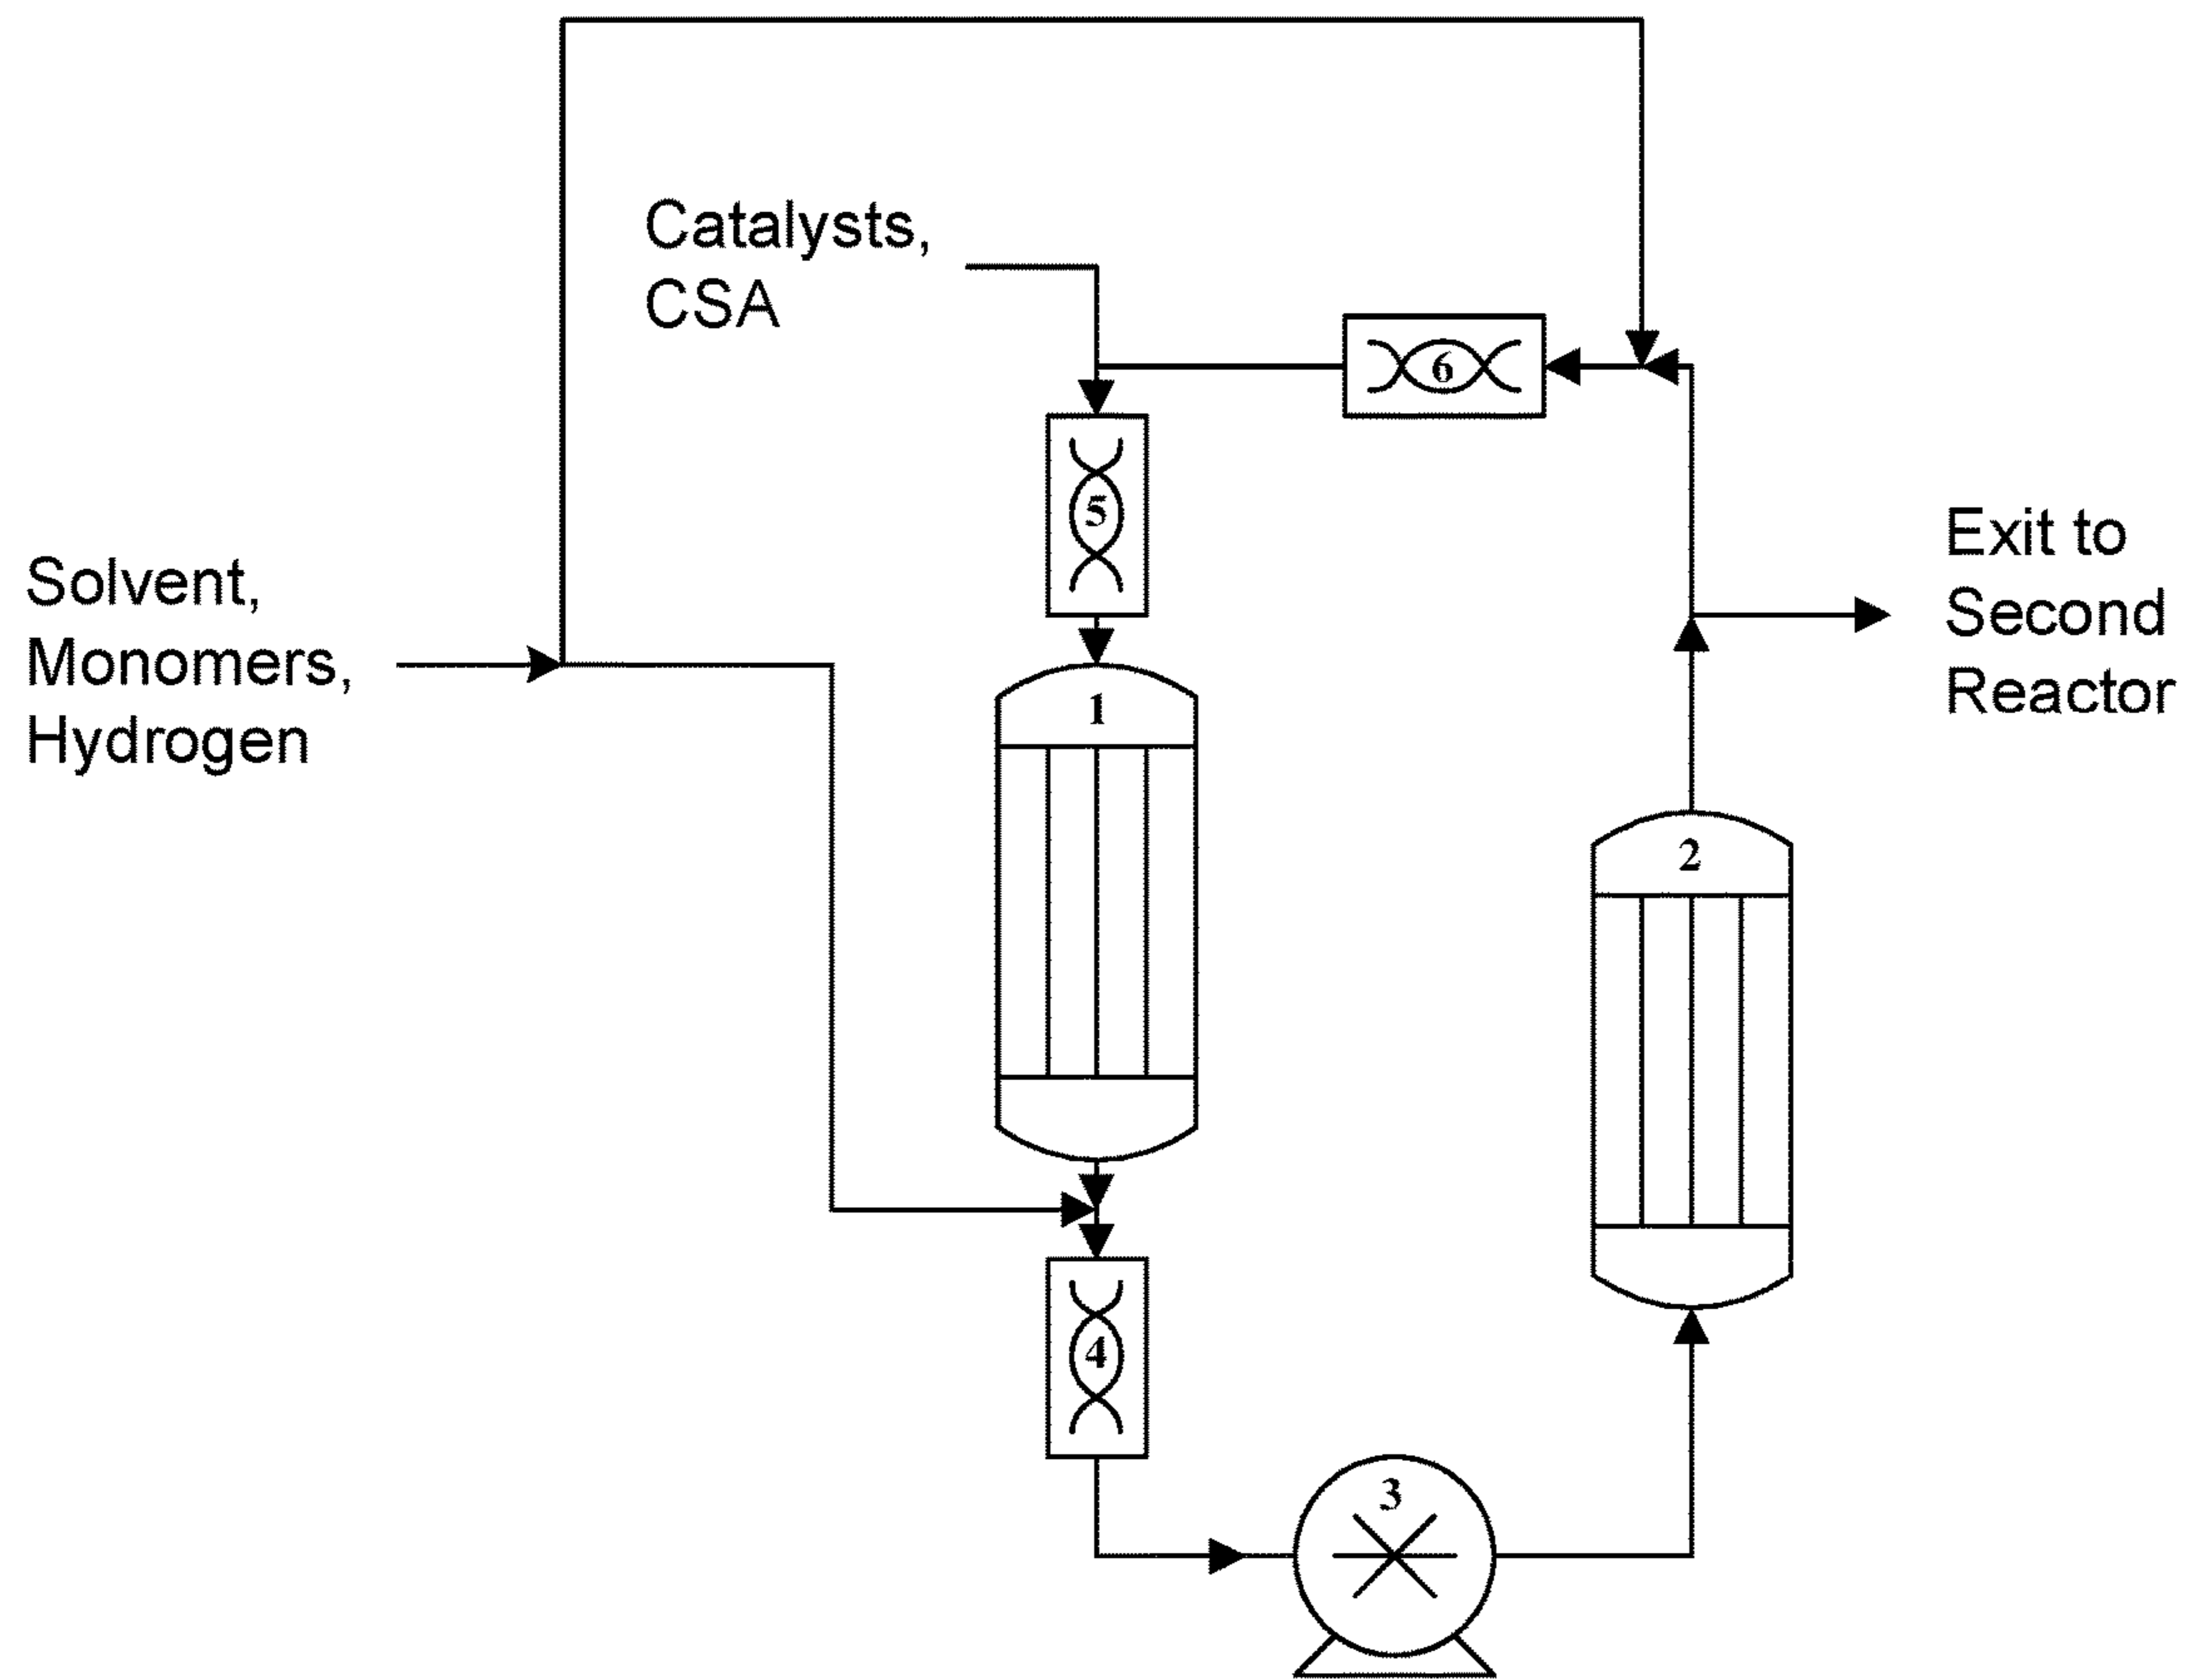 Catalysts,
CSA
6
5
Solvent,
Monomers,
Hydrogen
Exit to
Second
Reactor
1
2
4
3